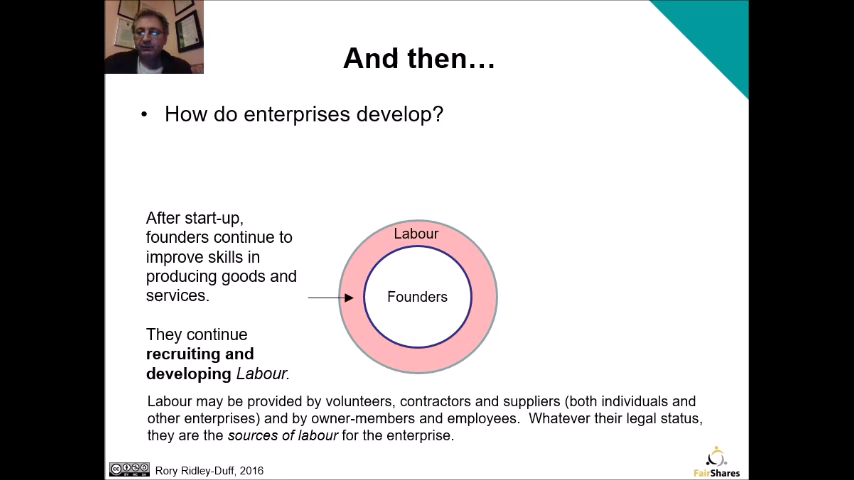 And then…
• How do enterprises develop?
After start-up,
founders continue to
improve skills in
producing goods and
services.
They continue
recruiting and
developing Labour.
Labour
Founders
Labour may be provided by volunteers, contractors and suppliers (both individuals and
other enterprises) and by owner-members and employees.  Whatever their legal status,
they are the sources of labour for the enterprise.
Rory Ridley-Duff, 2016
FairShares